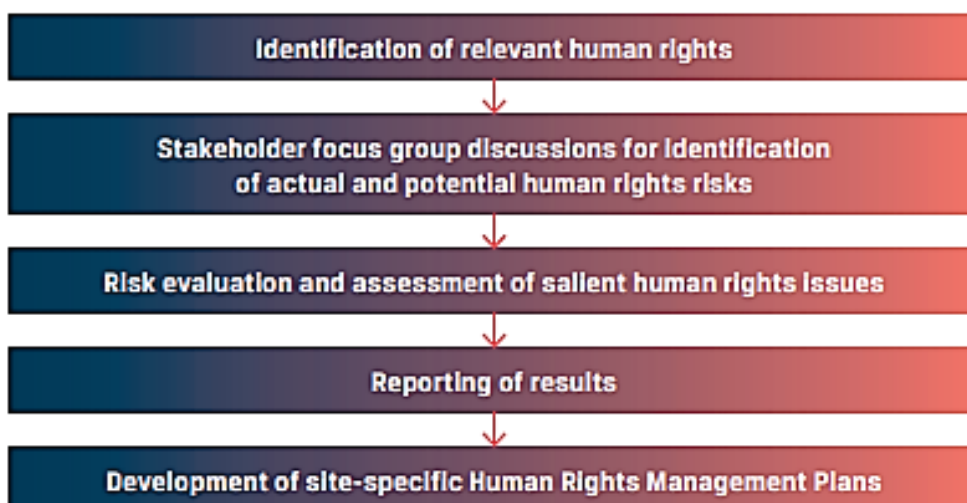 Identification of relevant human rights
Stakeholder focus group discussions for identification
of actual and potential human rights risks
Risk evaluation and assessment of salient human rights issues
Reporting of results
Development of site-specific Human Rights Management Plans